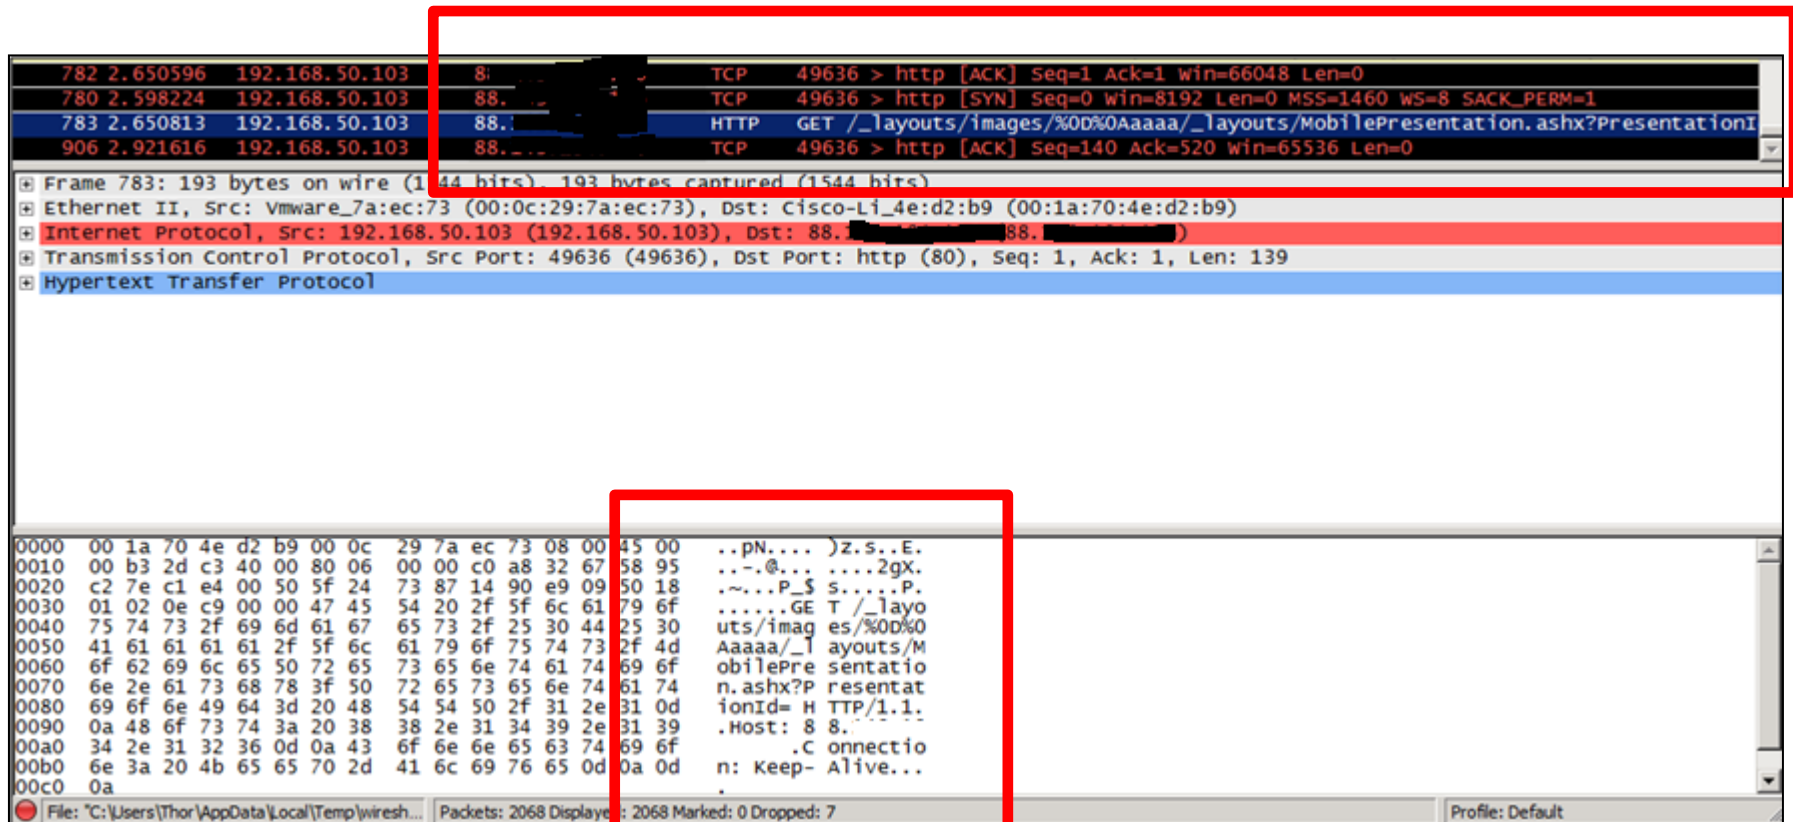 782 2.650596 192.168.50.103 8 TCP 49636 > http [ACK] Seq=1 Ack=1 Win=66048 Len=0
780 2.598224 192.168.50.103 88. TCP 49636 > http [SYN] Seq=0 Win=8192 Len=0 MSS=1460 WS=8 SACK_PERM=1
783 2.650813 192.168.50.103 88. HTTP GET /_layouts/images/%0D%0Aaaaa/_layouts/MobilePresentation.ashx?PresentationI
906 2.921616 192.168.50.103 88. TCP 49636 > http [ACK] Seq=140 Ack=520 Win=65536 Len=0
Frame 783: 193 bytes on wire (1 44 bits), 193 bytes captured (1544 bits)
Ethernet II, Src: Vmware_7a:ec:73 (00:0c:29:7a:ec:73), Dst: Cisco-Li_4e:d2:b9 (00:1a:70:4e:d2:b9)
Internet Protocol, Src: 192.168.50.103 (192.168.50.103), Dst: 88. 88. )
Transmission Control Protocol, Src Port: 49636 (49636), Dst Port: http (80), Seq: 1, Ack: 1, Len: 139
Hypertext Transfer Protocol
0000 00 1a 70 4e d2 b9 00 0c 29 7a ec 73 08 00 45 00 ..pN.... )z.s..E.
0010 00 b3 2d c3 40 00 80 06 00 00 c0 a8 32 67 58 95 ..-.@... ....2gX.
0020 c2 7e c1 e4 00 50 5f 24 73 87 14 90 e9 09 50 18 .~...P_$ s.....P.
0030 01 02 0e c9 00 00 47 45 54 20 2f 5f 6c 61 79 6f ......GE T /_layo
0040 75 74 73 2f 69 6d 61 67 65 73 2f 25 30 44 25 30 uts/imag es/%0D%0
0050 41 61 61 61 61 2f 5f 6c 61 79 6f 75 74 73 2f 4d Aaaaa/_l ayouts/M
0060 6f 62 69 6c 65 50 72 65 73 65 6e 74 61 74 69 6f obilePre sentatio
0070 6e 2e 61 73 68 78 3f 50 72 65 73 65 6e 74 61 74 n.ashx?P resentat
0080 69 6f 6e 49 64 3d 20 48 54 54 50 2f 31 2e 31 0d ionId= H TTP/1.1.
0090 0a 48 6f 73 74 3a 20 38 38 2e 31 34 39 2e 31 39 .Host: 8 8.
00a0 34 2e 31 32 36 0d 0a 43 6f 6e 6e 65 63 74 69 6f .C onnectio
00b0 6e 3a 20 4b 65 65 70 2d 41 6c 69 76 65 0d 0a 0d n: Keep- Alive...
00c0 0a .
File: "C:\Users\Thor\AppData\Local\Temp\wiresh... Packets: 2068 Displaye : 2068 Marked: 0 Dropped: 7 Profile: Default